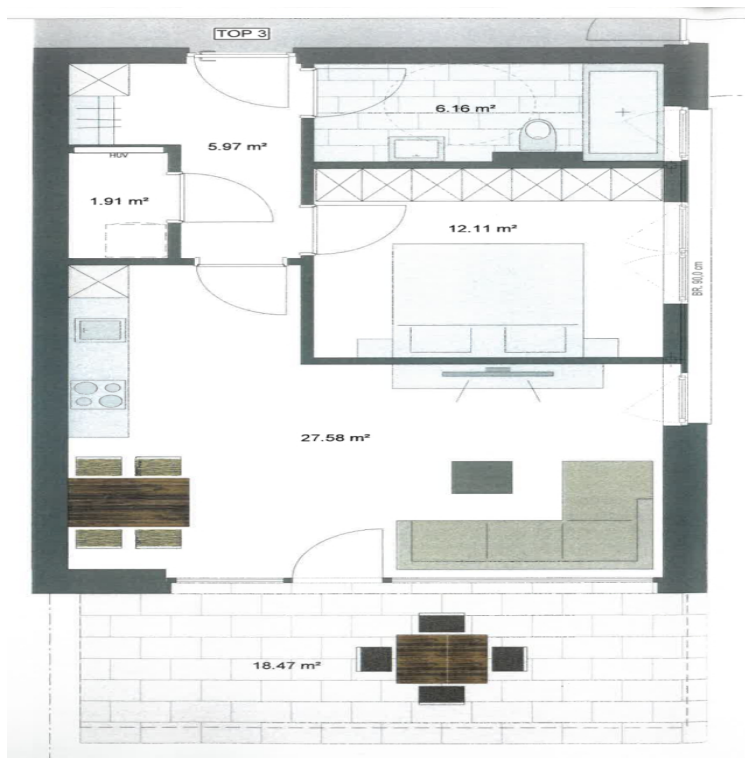 TOP 3
6.16 m²
5.97 m²
HUV
1.91 m²
12.11 m²
BR. 90,0 cm
27.58 m²
18.47 m²